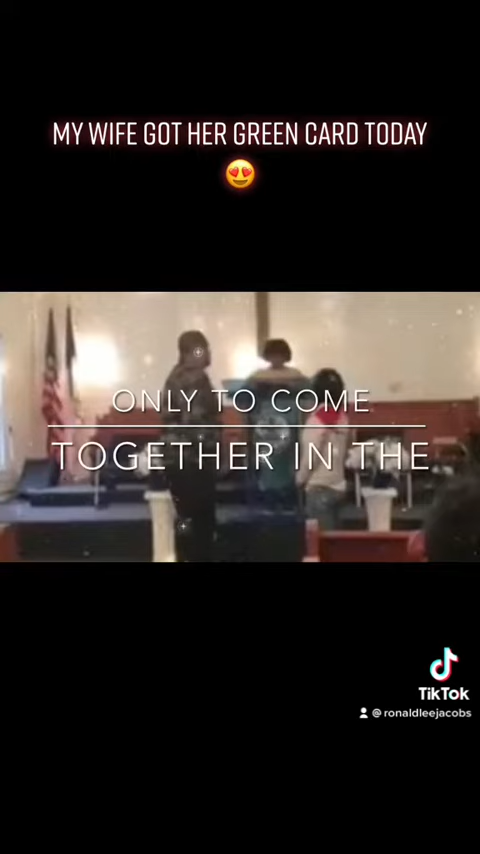 MY WIFE GOT HER GREEN CARD TODAY
😍
ONLY TO COME
TOGETHER IN THE
TikTok
@ronaldleejacobs